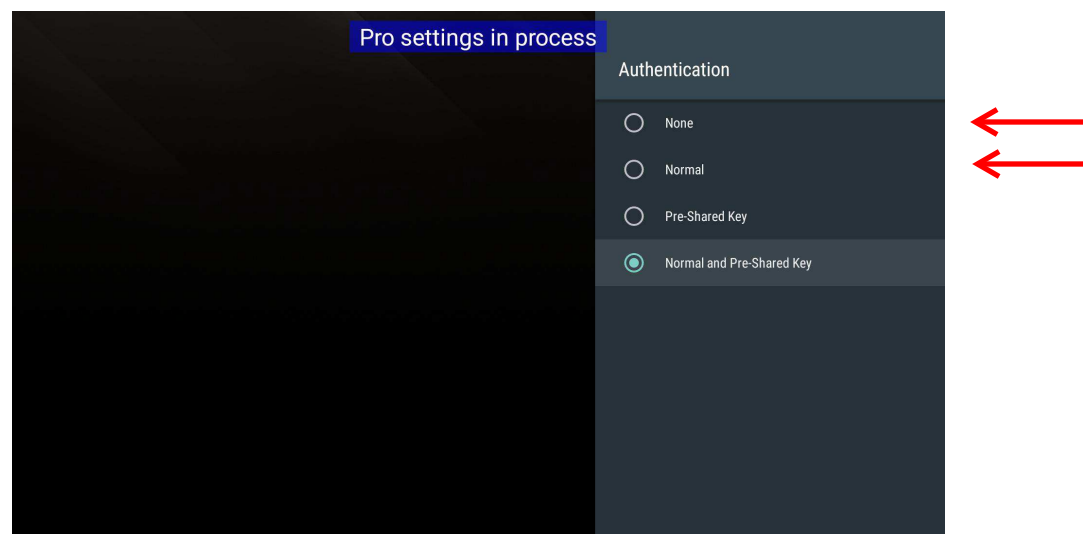 Pro settings in process
Authentication
None
Normal
Pre-Shared Key
Normal and Pre-Shared Key